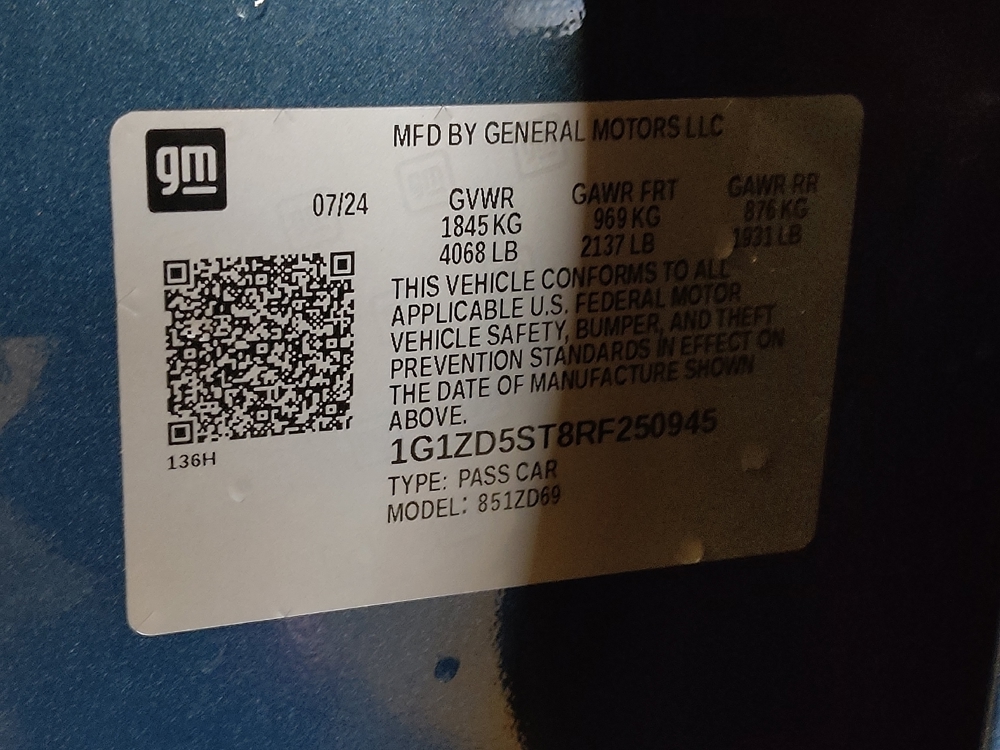 gm
MFD BY GENERAL MOTORS LLC
07/24
GVWR GAWR FRT GAWR RR
1845 KG 969 KG 876 KG
4068 LB 2137 LB 1931 LB
THIS VEHICLE CONFORMS TO ALL
APPLICABLE U.S. FEDERAL MOTOR
VEHICLE SAFETY, BUMPER, AND THEFT
PREVENTION STANDARDS IN EFFECT ON
THE DATE OF MANUFACTURE SHOWN
ABOVE.
1G1ZD5ST8RF250945
136H
TYPE: PASS CAR
MODEL: 851ZD69